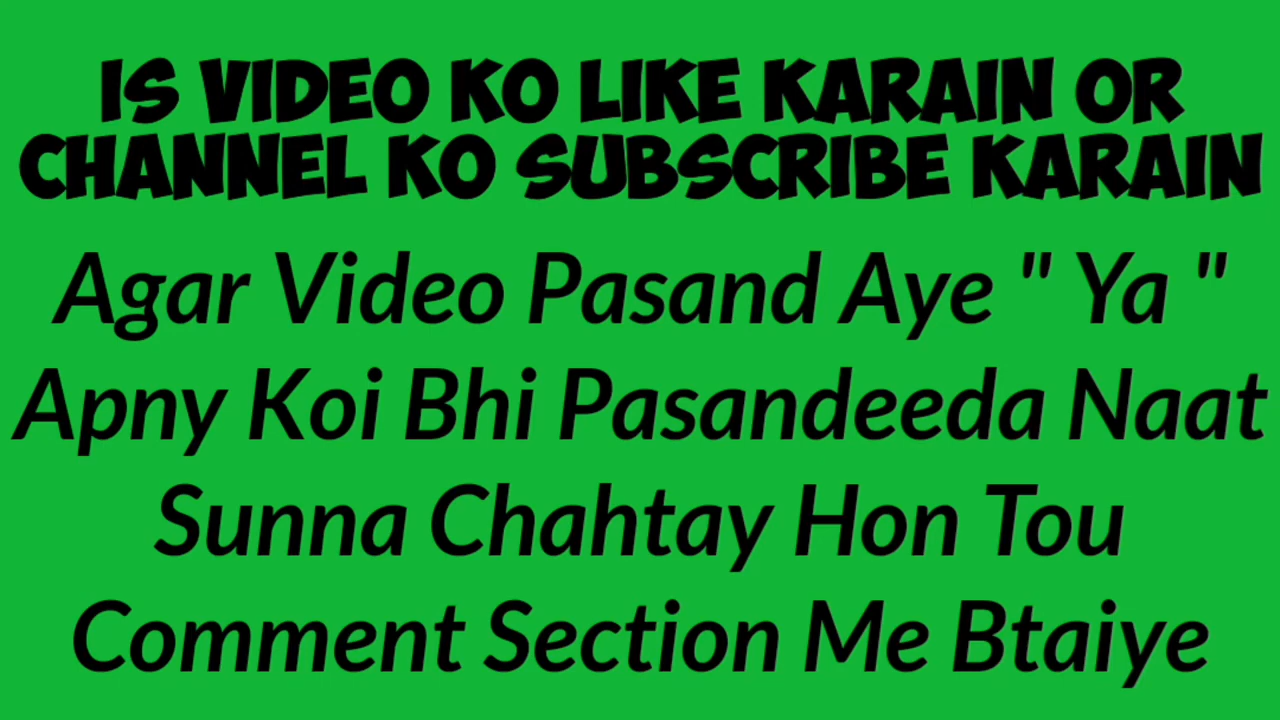 IS VIDEO KO LIKE KARAIN OR
CHANNEL KO SUBSCRIBE KARAIN
Agar Video Pasand Aye " Ya "
Apny Koi Bhi Pasandeeda Naat
Sunna Chahtay Hon Tou
Comment Section Me Btaiye